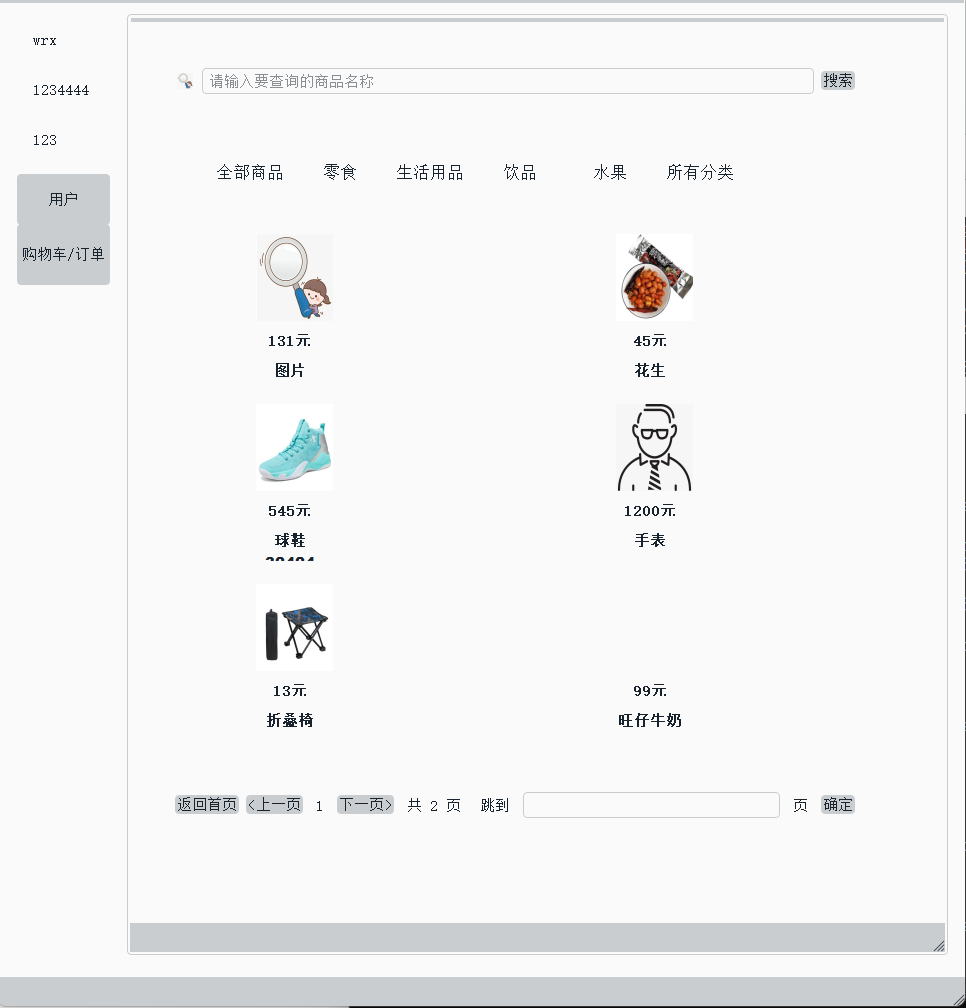 wrx
1234444
123
用户
购物车/订单
请输入要查询的商品名称 搜索
全部商品 零食 生活用品 饮品 水果 所有分类
131元 45元
图片 花生
545元 1200元
球鞋 手表
13元 99元
折叠椅 旺仔牛奶
返回首页 <上一页 1 下一页> 共 2 页 跳到 页 确定